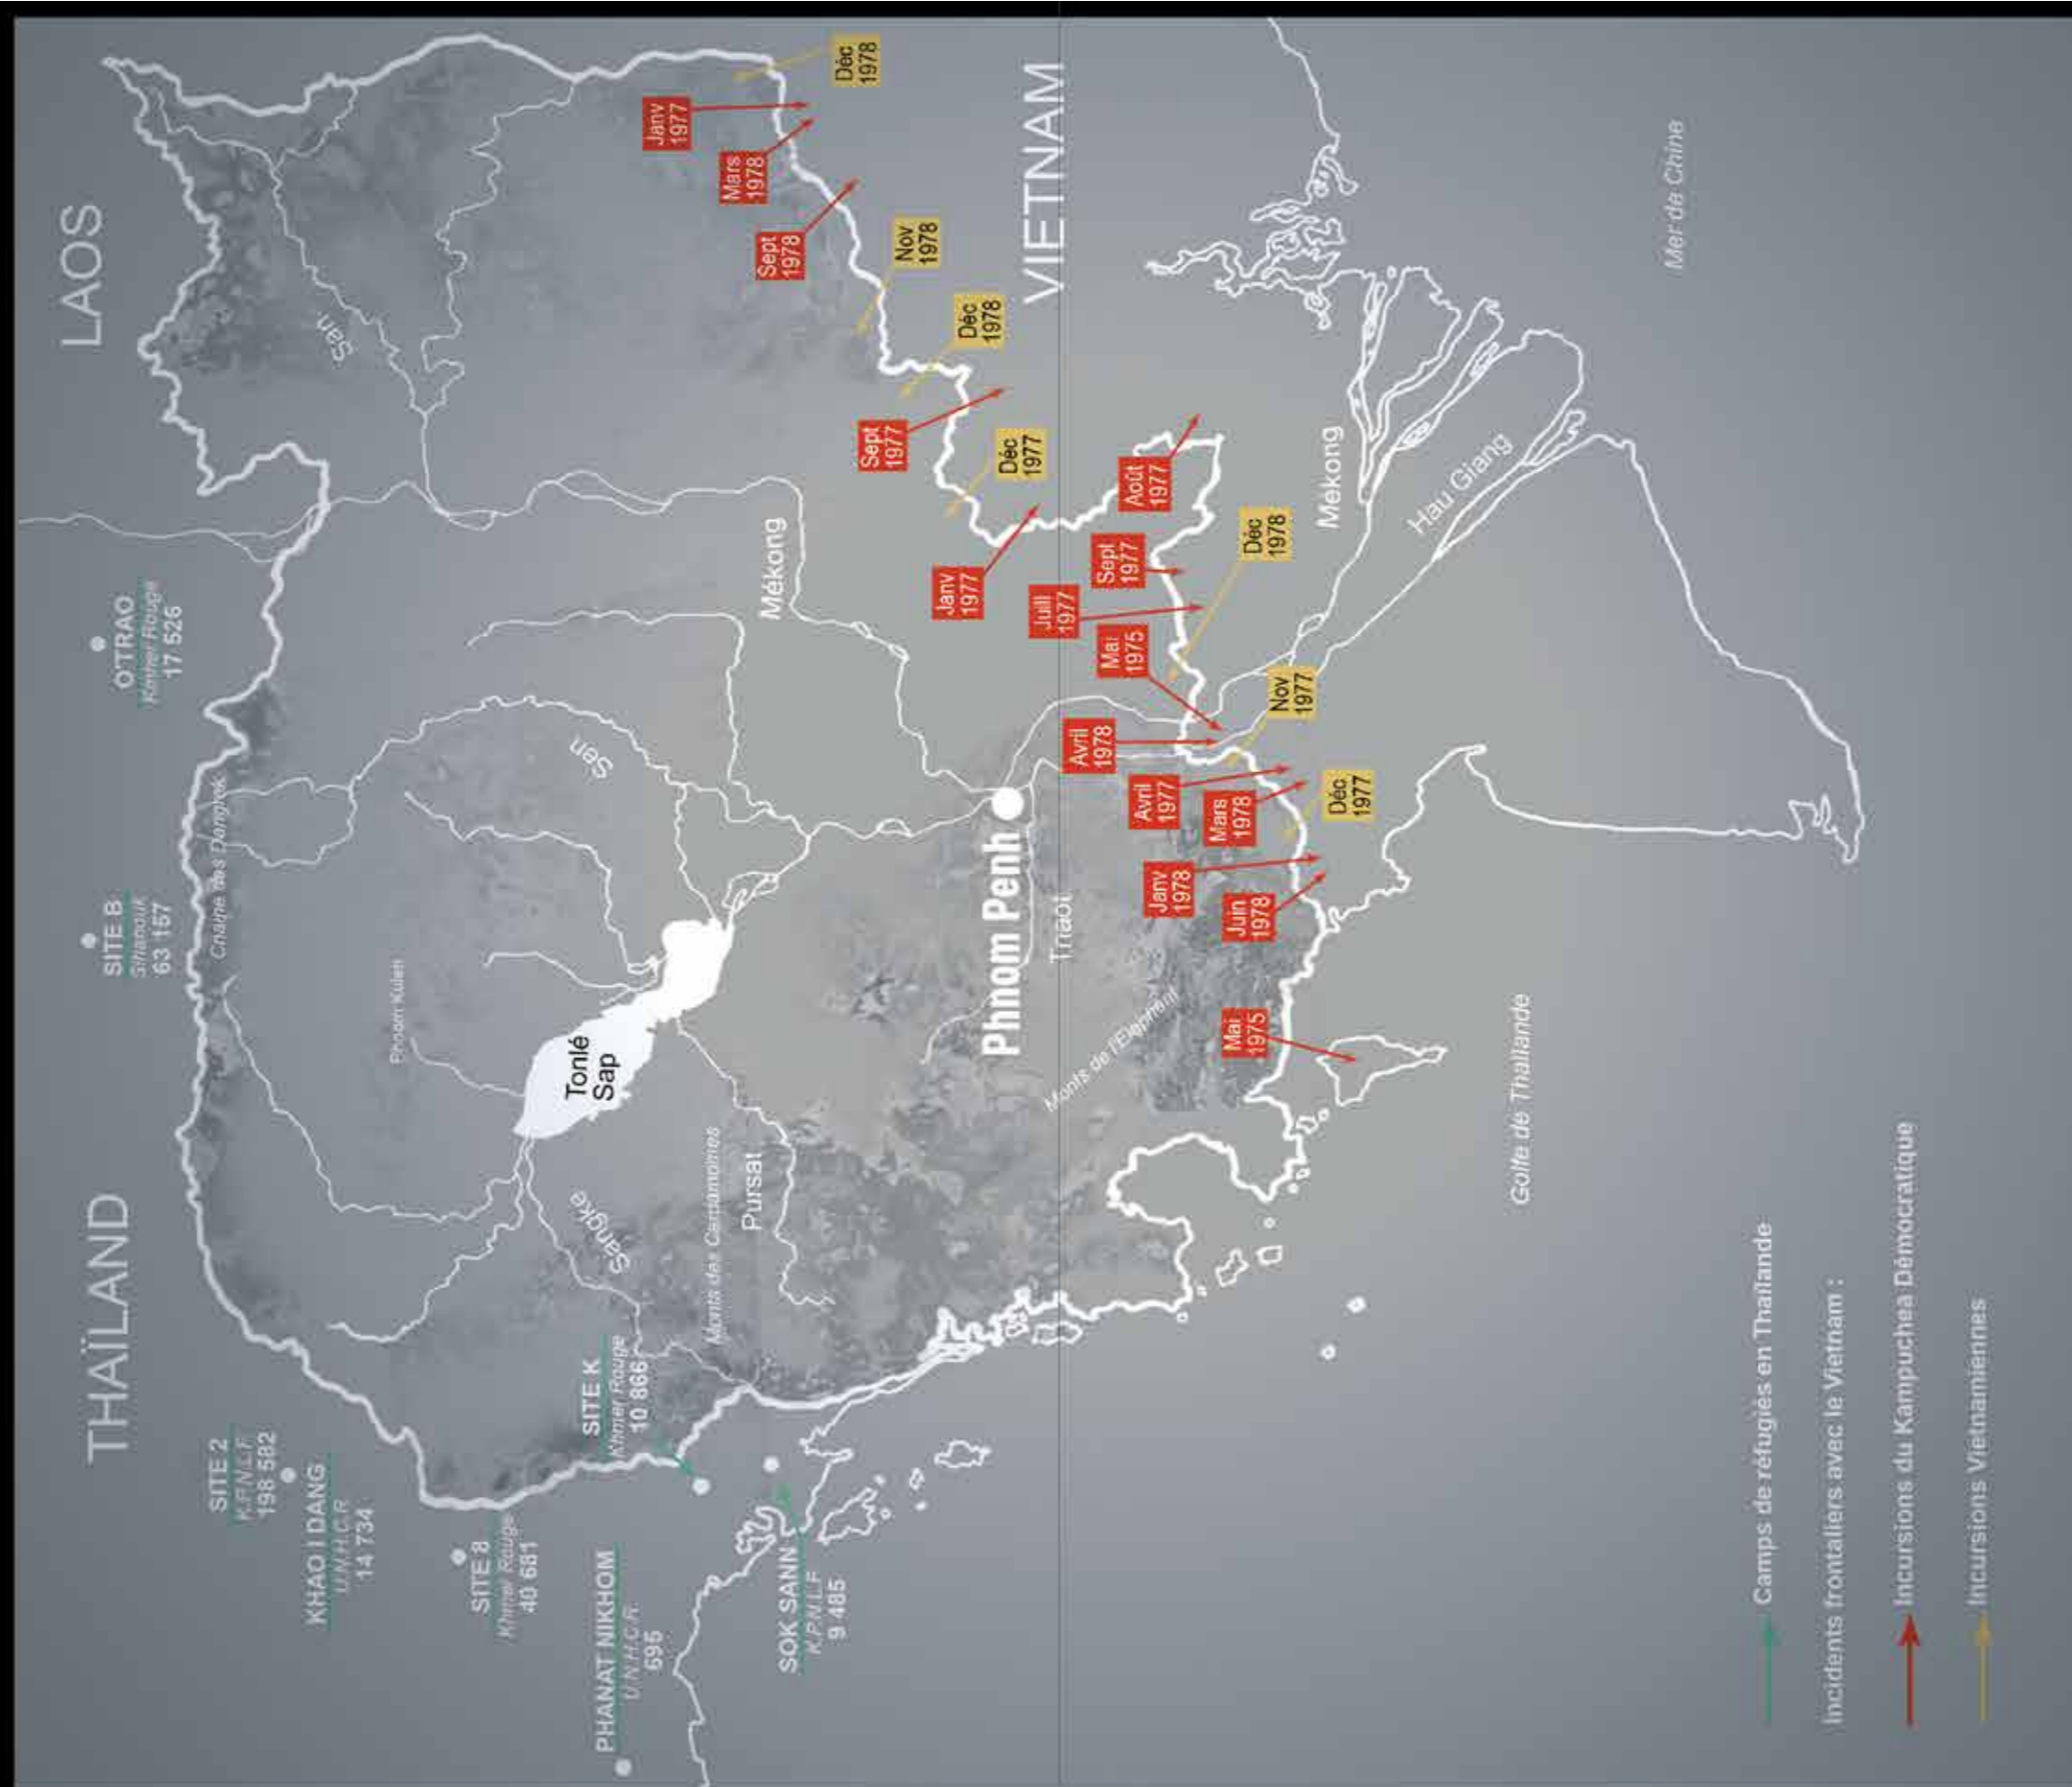 THAÏLAND
LAOS
VIETNAM
SITE 2
K.P.N.L.F
198 582
KHAO I DANG
U.N.H.C.R
14 734
SITE 8
Khmer Rouge
40 681
PHANAT NIKHOM
U.N.H.C.R.
695
SOK SANN
K.P.N.L.F
9 485
SITE K
Khmer Rouge
10 866
SITE B
Sihanouk
63 157
O'TRAO
Khmer Rouge
17 526
Chaîne des Dangrek
Phnom Kulen
Tonlé
Sap
Sangke
Monts des Cardamomes
Pursat
Sen
San
Mékong
Phnom Penh
Monts de l'Elephant
Janv
1977
Mars
1978
Sept
1978
Déc
1978
Nov
1978
Déc
1978
Sept
1977
Déc
1977
Janv
1977
Août
1977
Sept
1977
Juill
1977
Déc
1978
Mai
1975
Avril
1978
Nov
1977
Avril
1977
Mars
1978
Déc
1977
Janv
1978
Juin
1978
Mai
1975
Mékong
Hau Giang
Mer de Chine
Golfe de Thaïlande
Camps de réfugiés en Thaïlande
Incidents frontaliers avec le Vietnam :
Incursions du Kampuchea Démocratique
Incursions Vietnamiennes